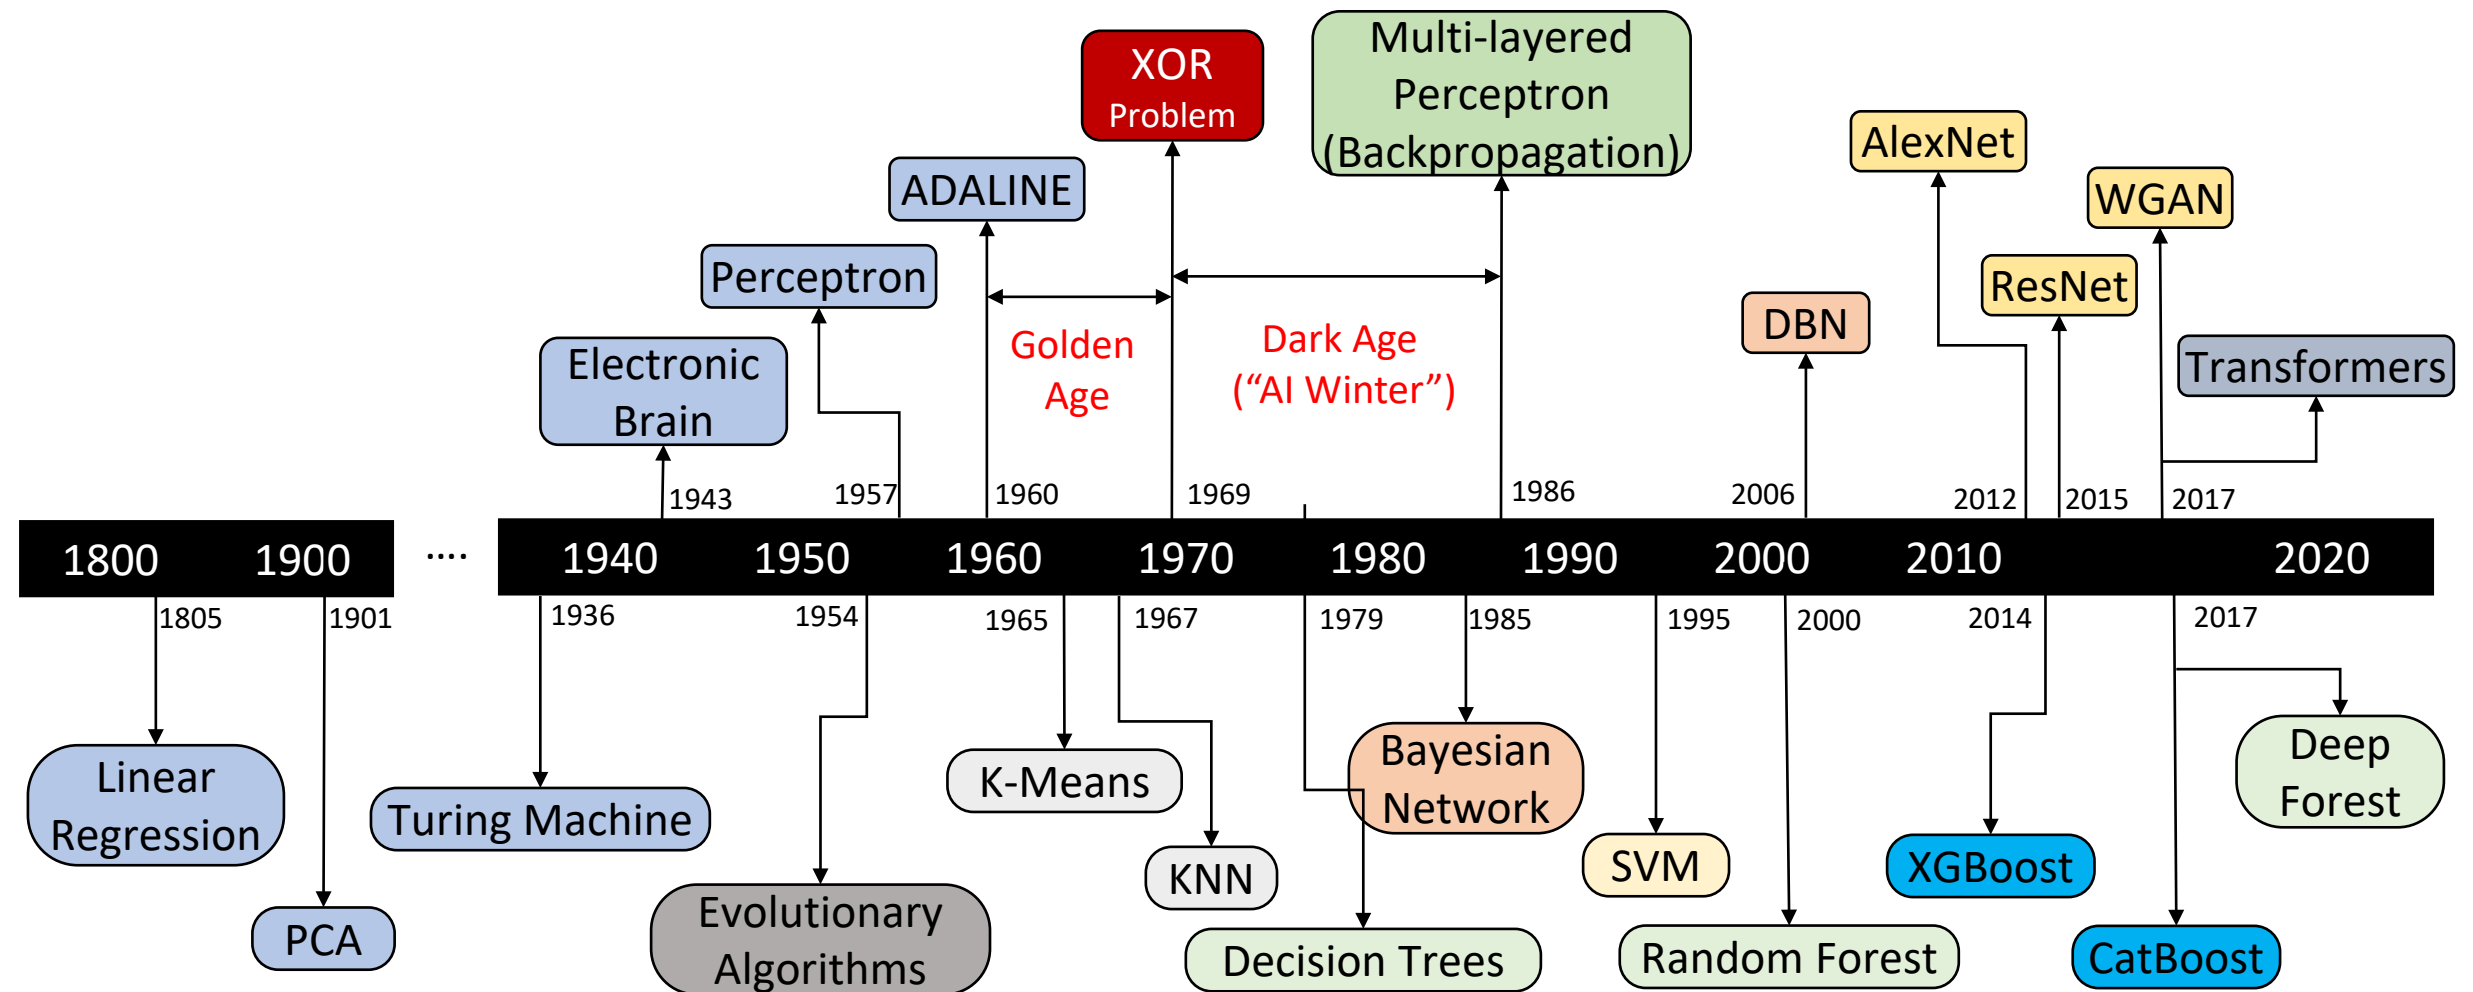 XOR
Problem
Multi-layered
Perceptron
(Backpropagation)
AlexNet
ADALINE
WGAN
Perceptron
ResNet
DBN
Golden
Age
Dark Age
(“AI Winter”)
Electronic
Brain
Transformers
1943
1957
1960
1969
1986
2006
2012
2015
2017
1800
1900
....
1940
1950
1960
1970
1980
1990
2000
2010
2020
1805
1901
1936
1954
1965
1967
1979
1985
1995
2000
2014
2017
Linear
Regression
PCA
Turing Machine
Evolutionary
Algorithms
K-Means
KNN
Decision Trees
Bayesian
Network
SVM
Random Forest
XGBoost
CatBoost
Deep
Forest